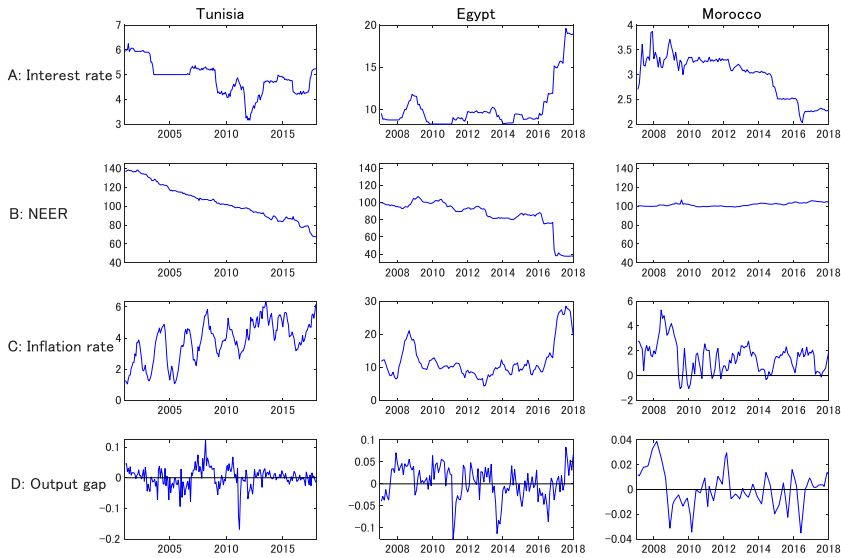 Tunisia Egypt Morocco
A: Interest rate
7 6 5 4 3
2005 2010 2015
20 15 10
2008 2010 2012 2014 2016 2018
4 3.5 3 2.5 2
2008 2010 2012 2014 2016 2018
B: NEER
140 120 100 80 60 40
2005 2010 2015
140 120 100 80 60 40
2008 2010 2012 2014 2016 2018
140 120 100 80 60 40
2008 2010 2012 2014 2016 2018
C: Inflation rate
6 4 2 0
2005 2010 2015
30 20 10 0
2008 2010 2012 2014 2016 2018
6 4 2 0 -2
2008 2010 2012 2014 2016 2018
D: Output gap
0.1 0 -0.1 -0.2
2005 2010 2015
0.1 0.05 0 -0.05 -0.1
2008 2010 2012 2014 2016 2018
0.04 0.02 0 -0.02 -0.04
2008 2010 2012 2014 2016 2018